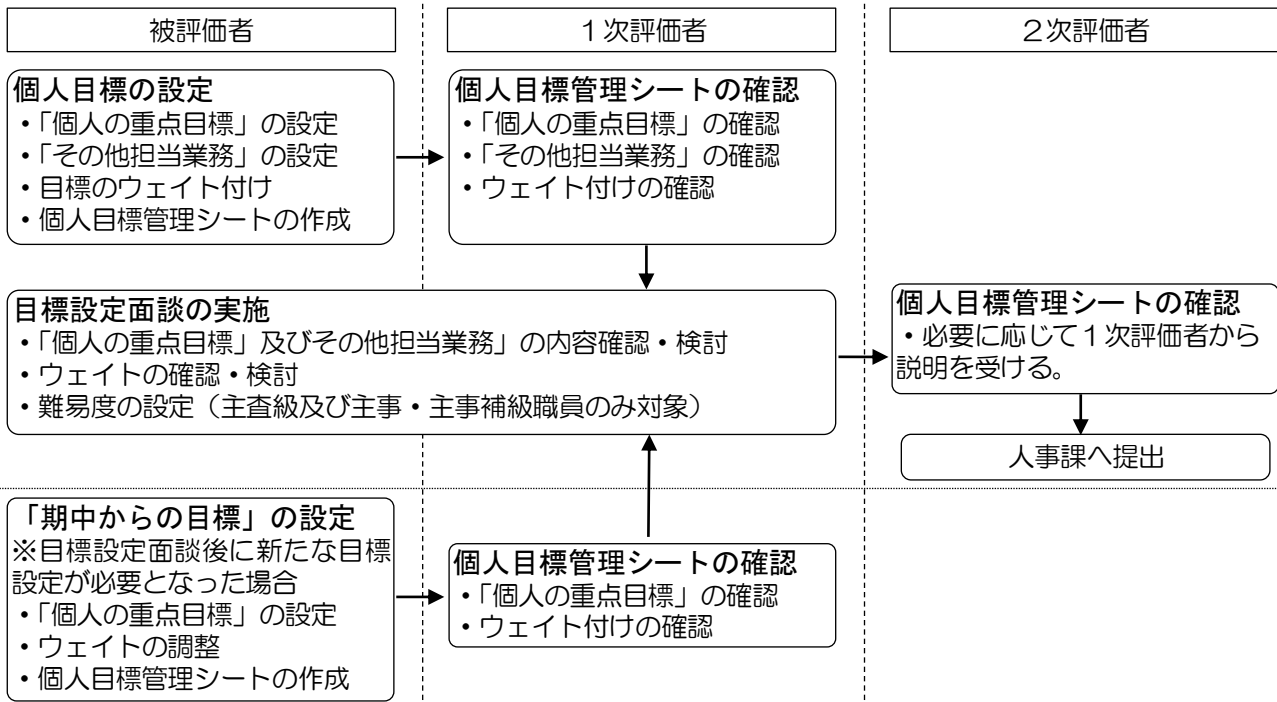 被評価者
１次評価者
２次評価者
個人目標の設定
・「個人の重点目標」の設定
・「その他担当業務」の設定
・目標のウェイト付け
・個人目標管理シートの作成
個人目標管理シートの確認
・「個人の重点目標」の確認
・「その他担当業務」の確認
・ウェイト付けの確認
目標設定面談の実施
・「個人の重点目標」及びその他担当業務」の内容確認・検討
・ウェイトの確認・検討
・難易度の設定（主査級及び主事・主事補級職員のみ対象）
個人目標管理シートの確認
・必要に応じて１次評価者から
説明を受ける。
人事課へ提出
「期中からの目標」の設定
※目標設定面談後に新たな目標
設定が必要となった場合
・「個人の重点目標」の設定
・ウェイトの調整
・個人目標管理シートの作成
個人目標管理シートの確認
・「個人の重点目標」の確認
・ウェイト付けの確認